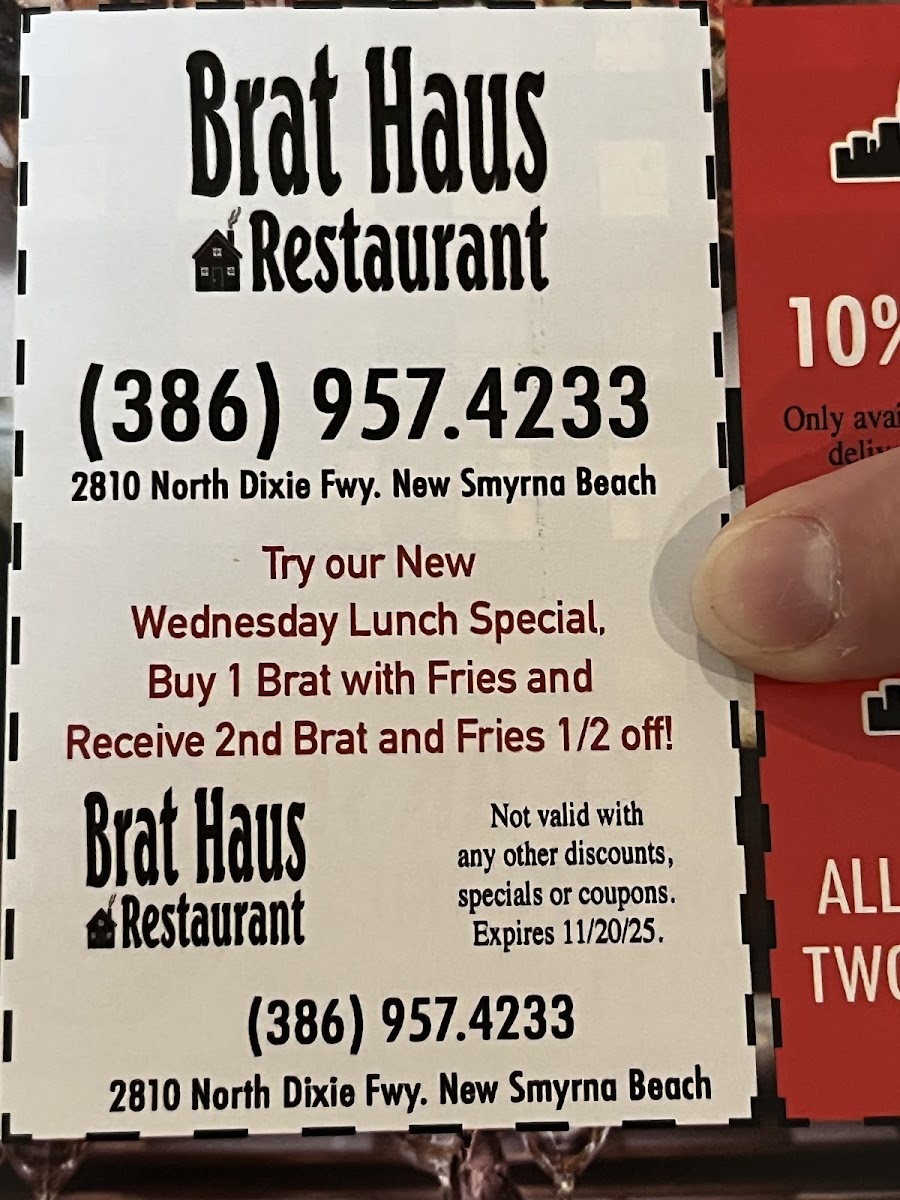 Brat Haus
Restaurant
(386) 957.4233
2810 North Dixie Fwy. New Smyrna Beach
Try our New
Wednesday Lunch Special,
Buy 1 Brat with Fries and
Receive 2nd Brat and Fries 1/2 off!
Brat Haus
Restaurant
Not valid with
any other discounts,
specials or coupons.
Expires 11/20/25.
(386) 957.4233
2810 North Dixie Fwy. New Smyrna Beach
10%
Only
ALL